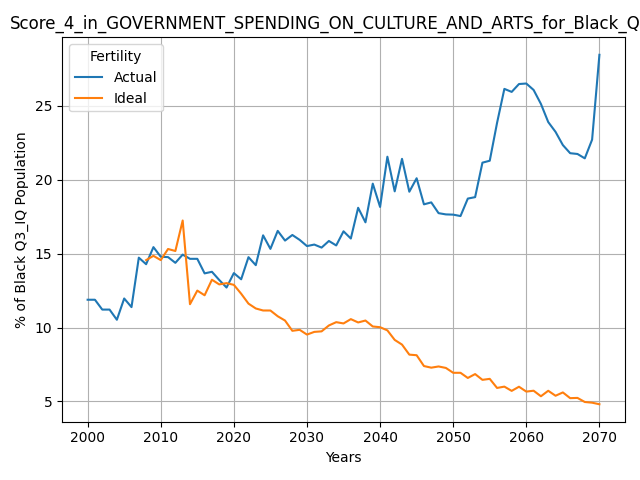 Score_4_in_GOVERNMENT_SPENDING_ON_CULTURE_AND_ARTS_for_Black_Q
Fertility
Actual
Ideal
% of Black Q3_IQ Population
25
20
15
10
5
2000 2010 2020 2030 2040 2050 2060 2070
Years